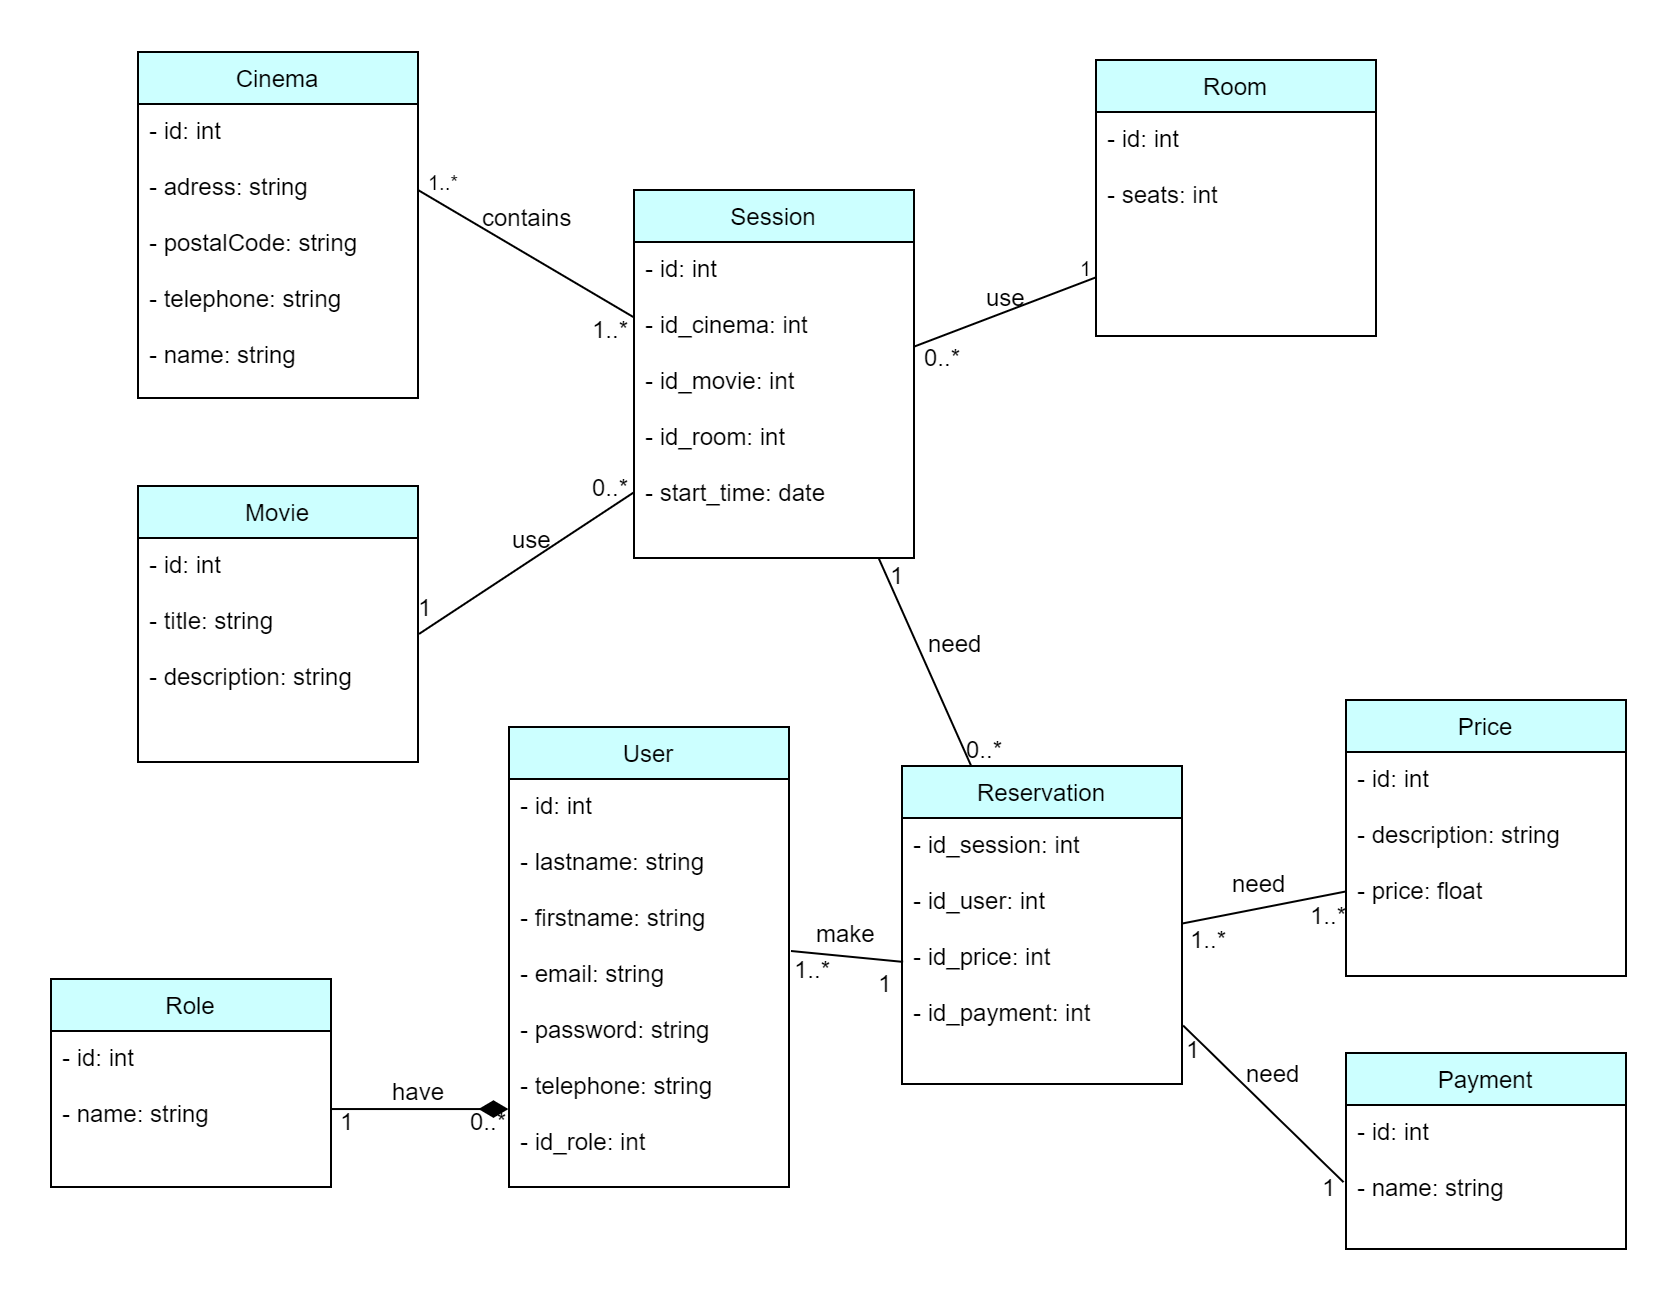 Cinema
- id: int
- adress: string
- postalCode: string
- telephone: string
- name: string
1..*
contains
1..*
Session
- id: int
- id_cinema: int
- id_movie: int
- id_room: int
- start_time: date
Room
- id: int
- seats: int
1
use
0..*
Movie
- id: int
- title: string
- description: string
0..*
use
1
1
need
0..*
User
- id: int
- lastname: string
- firstname: string
- email: string
- password: string
- telephone: string
- id_role: int
make
1..*
1
Reservation
- id_session: int
- id_user: int
- id_price: int
- id_payment: int
Price
- id: int
- description: string
- price: float
need
1..*
1..*
Role
- id: int
- name: string
have
1
0..*
1
need
1
Payment
- id: int
- name: string